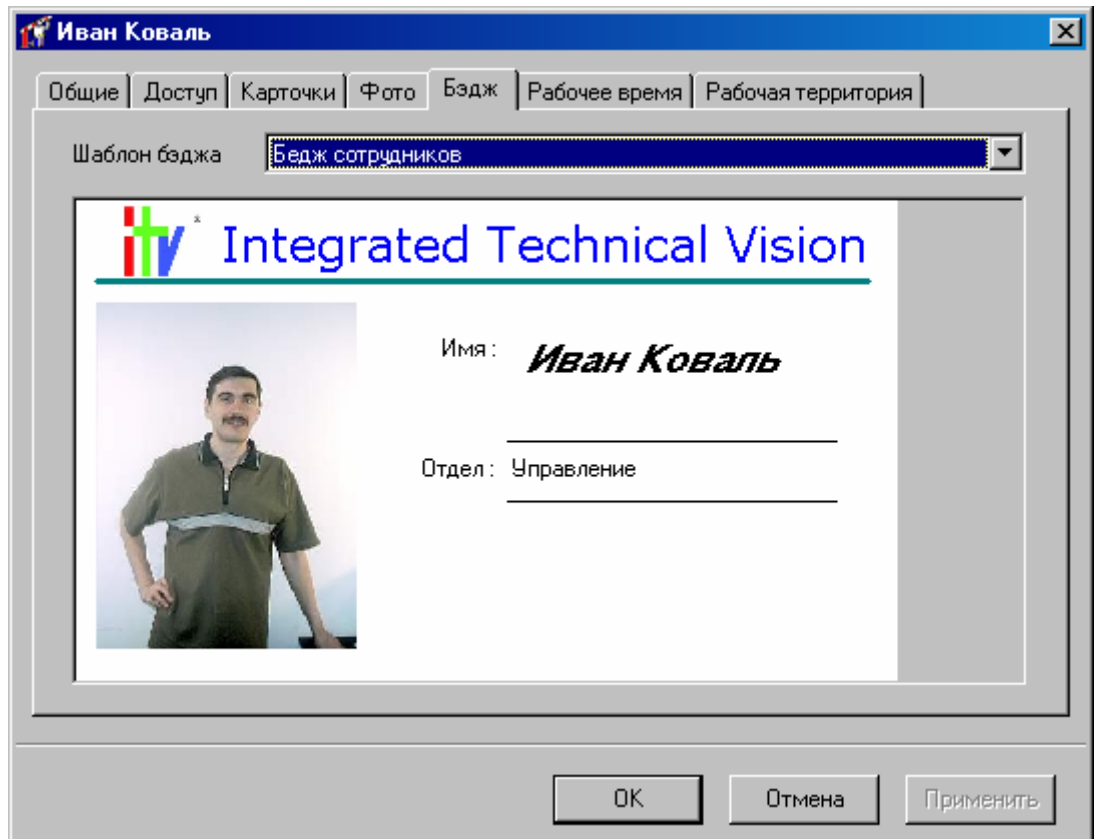 Иван Коваль
Общие Доступ Карточки Фото Бэдж Рабочее время Рабочая территория
Шаблон бэджа Бедж сотрудников
itv Integrated Technical Vision
Имя: Иван Коваль
Отдел: Управление
OK Отмена Применить